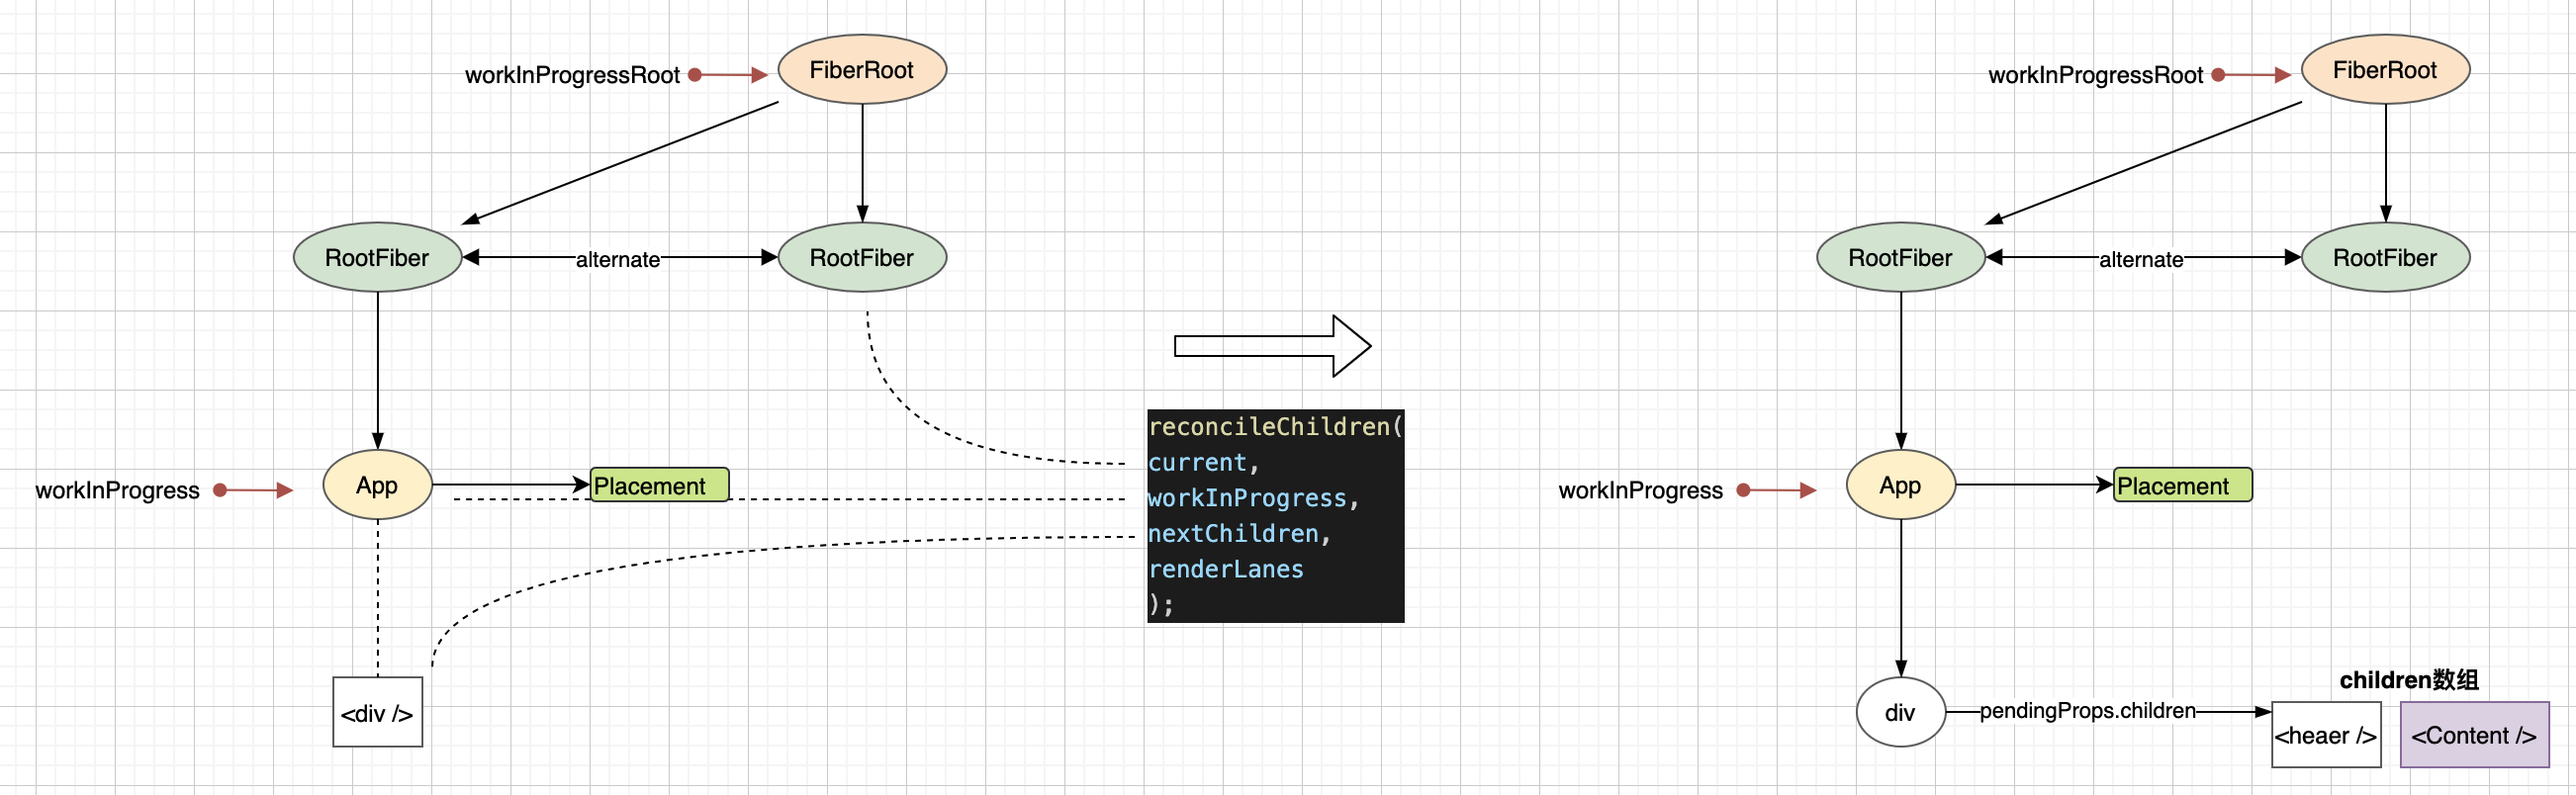 workInProgressRoot
FiberRoot
RootFiber
alternate
RootFiber
workInProgress
App
Placement
<div />
reconcileChildren(
current,
workInProgress,
nextChildren,
renderLanes
);
workInProgressRoot
FiberRoot
RootFiber
alternate
RootFiber
workInProgress
App
Placement
children数组
div
pendingProps.children
<heaer />
<Content />